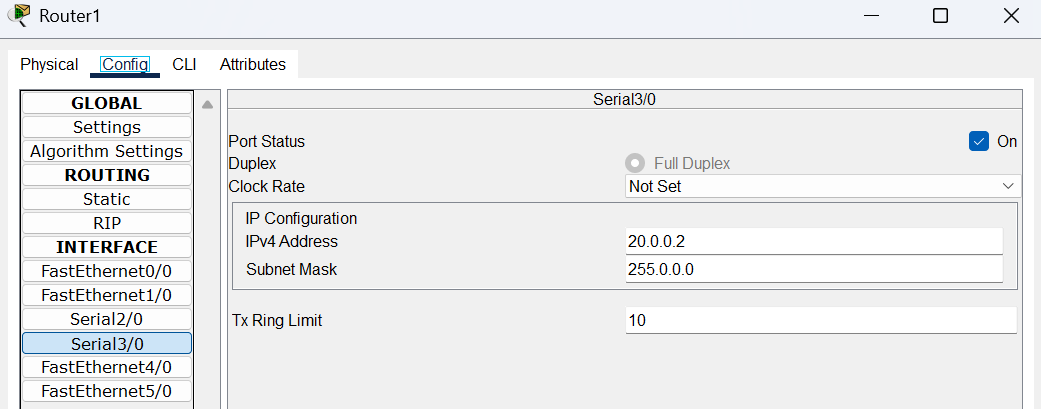 Router1
Physical Config CLI Attributes
GLOBAL
Settings
Algorithm Settings
ROUTING
Static
RIP
INTERFACE
FastEthernet0/0
FastEthernet1/0
Serial2/0
Serial3/0
FastEthernet4/0
FastEthernet5/0
Serial3/0
Port Status On
Duplex Full Duplex
Clock Rate Not Set
IP Configuration
IPv4 Address 20.0.0.2
Subnet Mask 255.0.0.0
Tx Ring Limit 10